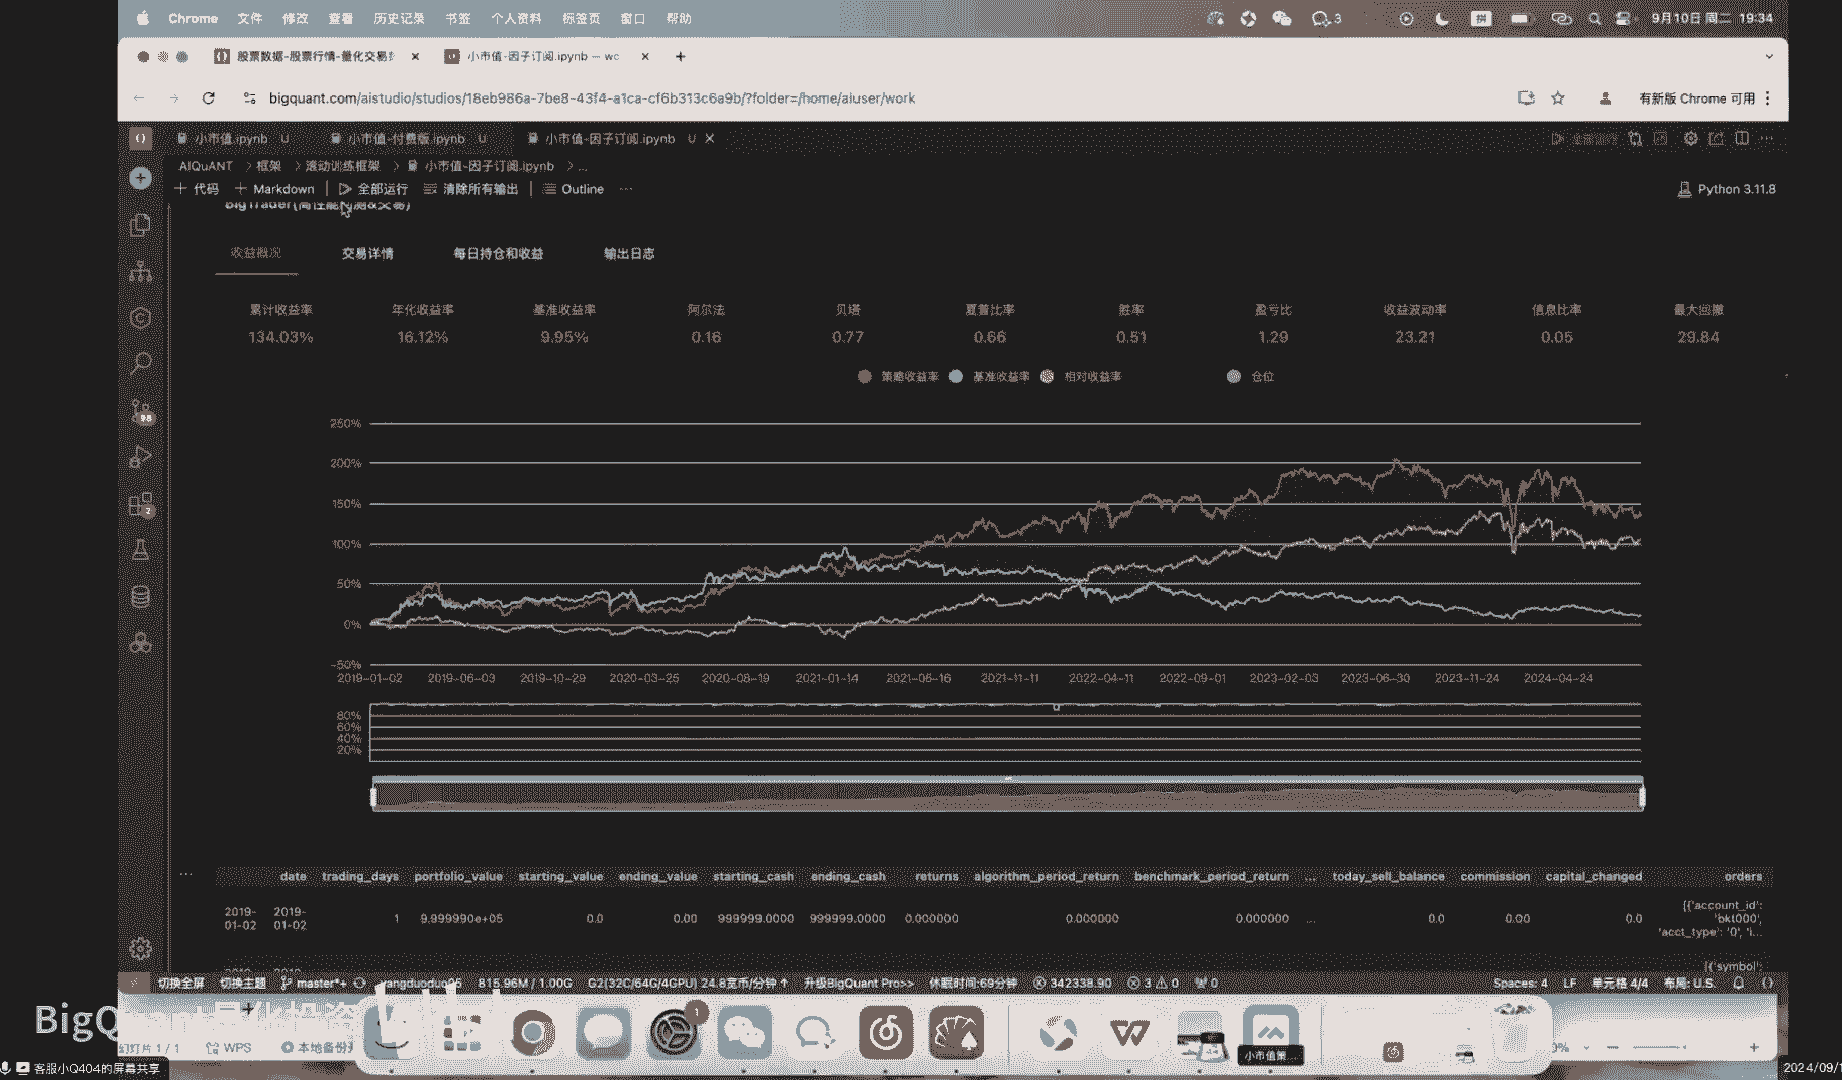 Chrome 文件 修改 查看 历史记录 书签 个人资料 标签页 窗口 帮助 3 拼 9月10日 周二 19:34
股票数据-股票行情-量化交易 小市值-因子订阅.ipynb — wc
bigquant.com/aistudio/studios/18eb986a-7be8-43f4-a1ca-cf6b313c6a9b/?folder=/home/aiuser/work 有新版 Chrome 可用
小市值.ipynb U 小市值-付费版.ipynb U 小市值-因子订阅.ipynb U
AIQuANT > 框架 > 滚动训练框架 > 小市值-因子订阅.ipynb > ...
+ 代码 + Markdown 全部运行 清除所有输出 Outline ... Python 3.11.8
收益概况 交易详情 每日持仓和收益 输出日志
累计收益率 年化收益率 基准收益率 阿尔法 贝塔 夏普比率 胜率 盈亏比 收益波动率 信息比率 最大回撤
134.03% 16.12% 9.95% 0.16 0.77 0.66 0.51 1.29 23.21 0.05 29.84
策略收益率 基准收益率 相对收益率 仓位
250%
200%
150%
100%
50%
0%
-50%
2019-01-02 2019-06-03 2019-10-29 2020-03-25 2020-08-19 2021-01-14 2021-06-16 2021-11-11 2022-04-11 2022-09-01 2023-02-03 2023-06-30 2023-11-24 2024-04-24
80%
60%
40%
20%
98
2
... date trading_days portfolio_value starting_value ending_value starting_cash ending_cash returns algorithm_period_return benchmark_period_return ... today_sell_balance commission capital_changed orders
2019-01-02 2019-01-02 1 9.999990e+05 0.0 0.00 999999.0000 999999.0000 0.000000 0.000000 0.000000 ... 0.0 0.00 0.0 [{'account_id':
'bkt000',
'acct_type': '0', 'i...
[{'symbol':
切换全屏 切换主题 master*+ yangduoduo05 815.96M / 1.00G G2(32C/64G/4GPU) 24.8宽币/分钟 升级BigQuant Pro>> 休眠时间:69分钟 342338.90 3 0 0 Spaces: 4 LF 单元格 4/4 布局: U.S.
1
BigQ
幻灯片 1 / 1 WPS 本地备份 小市值策...
客服小Q404的屏幕共享 2024/09/